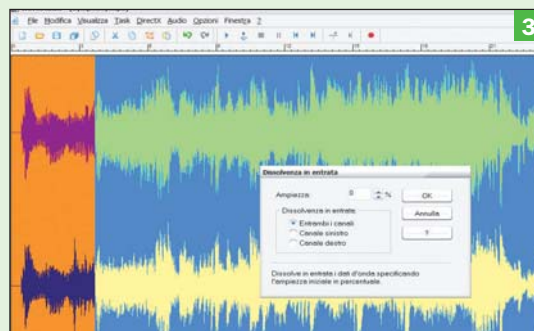 3
File Modifica Visualizza Task DirectX Audio Opzioni Finestra ?
Dissolvenza in entrata
Ampiezza: 0 % OK
Dissolvenza in entrata Annulla
Entrambi i canali ?
Canale sinistro
Canale destro
Dissolve in entrata i dati d'onda specificando
l'ampiezza iniziale in percentuale.